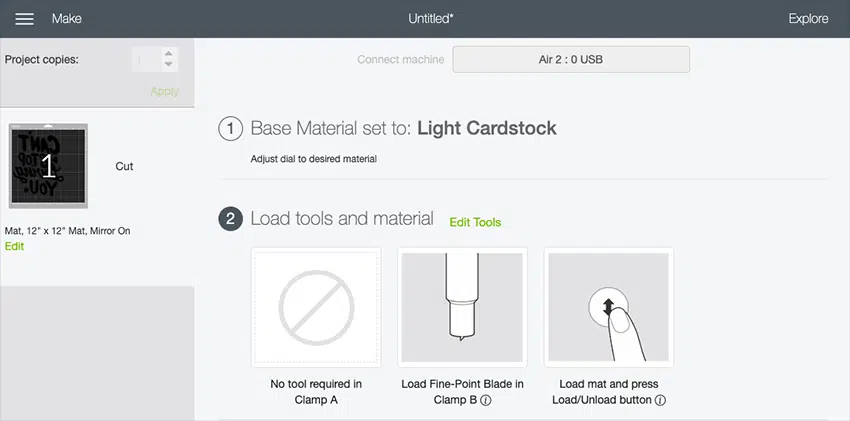 Make
Untitled*
Explore
Project copies:
1
Apply
Connect machine
Air 2 : 0 USB
1
Cut
Mat, 12" x 12" Mat, Mirror On
Edit
1 Base Material set to: Light Cardstock
Adjust dial to desired material
2 Load tools and material Edit Tools
No tool required in
Clamp A
Load Fine-Point Blade in
Clamp B
Load mat and press
Load/Unload button